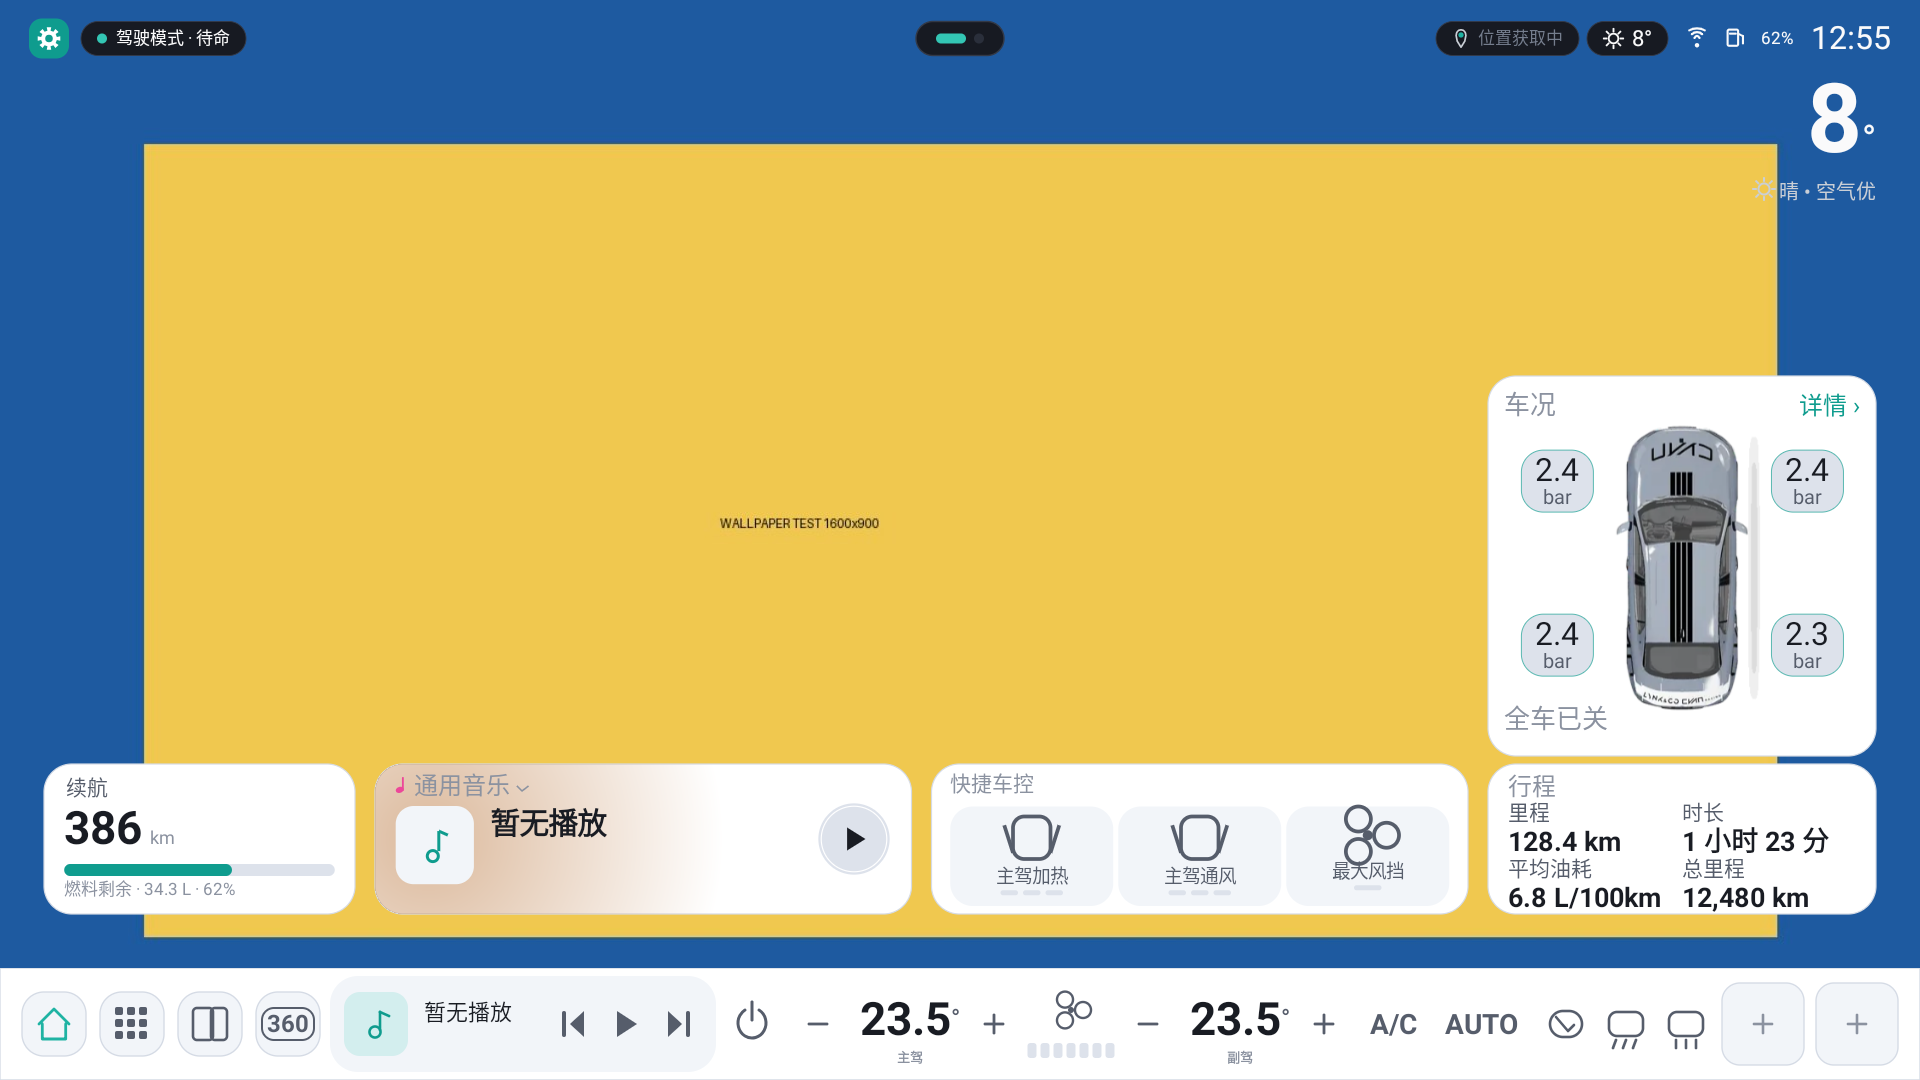 驾驶模式 · 待命
位置获取中
8°
62%
12:55
8°
晴 • 空气优
WALLPAPER TEST 1600x900
车况
详情 ›
2.4
bar
2.4
bar
2.4
bar
2.3
bar
全车已关
续航
386 km
燃料剩余 · 34.3 L · 62%
通用音乐
暂无播放
快捷车控
主驾加热
主驾通风
最大风挡
行程
里程
时长
128.4 km
1 小时 23 分
平均油耗
总里程
6.8 L/100km
12,480 km
360
暂无播放
23.5°
主驾
23.5°
副驾
A/C
AUTO